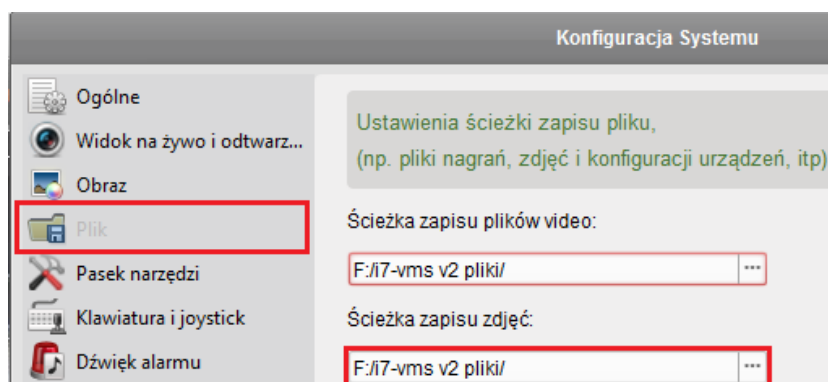 Konfiguracja Systemu
Ogólne
Widok na żywo i odtwarz...
Obraz
Plik
Pasek narzędzi
Klawiatura i joystick
Dźwięk alarmu
Ustawienia ścieżki zapisu pliku,
(np. pliki nagrań, zdjęć i konfiguracji urządzeń, itp)
Ścieżka zapisu plików video:
F:/i7-vms v2 pliki/
Ścieżka zapisu zdjęć:
F:/i7-vms v2 pliki/